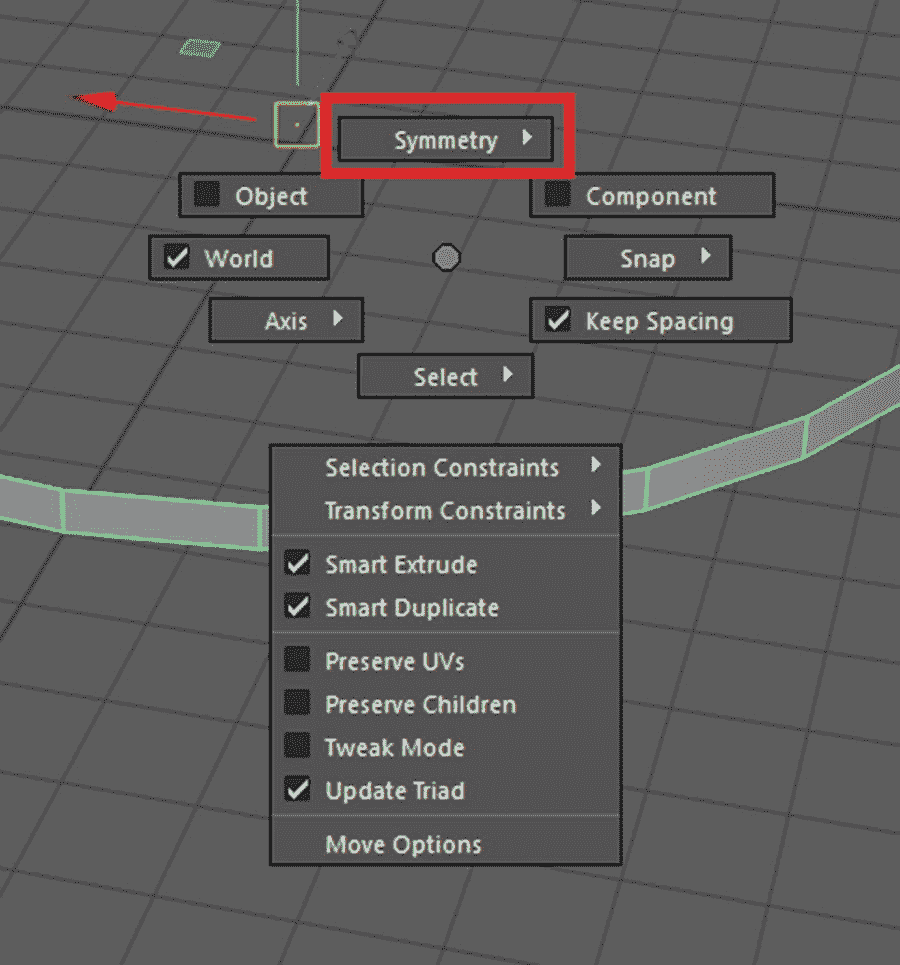 Symmetry
Object
Component
World
Snap
Axis
Keep Spacing
Select
Selection Constraints
Transform Constraints
Smart Extrude
Smart Duplicate
Preserve UVs
Preserve Children
Tweak Mode
Update Triad
Move Options